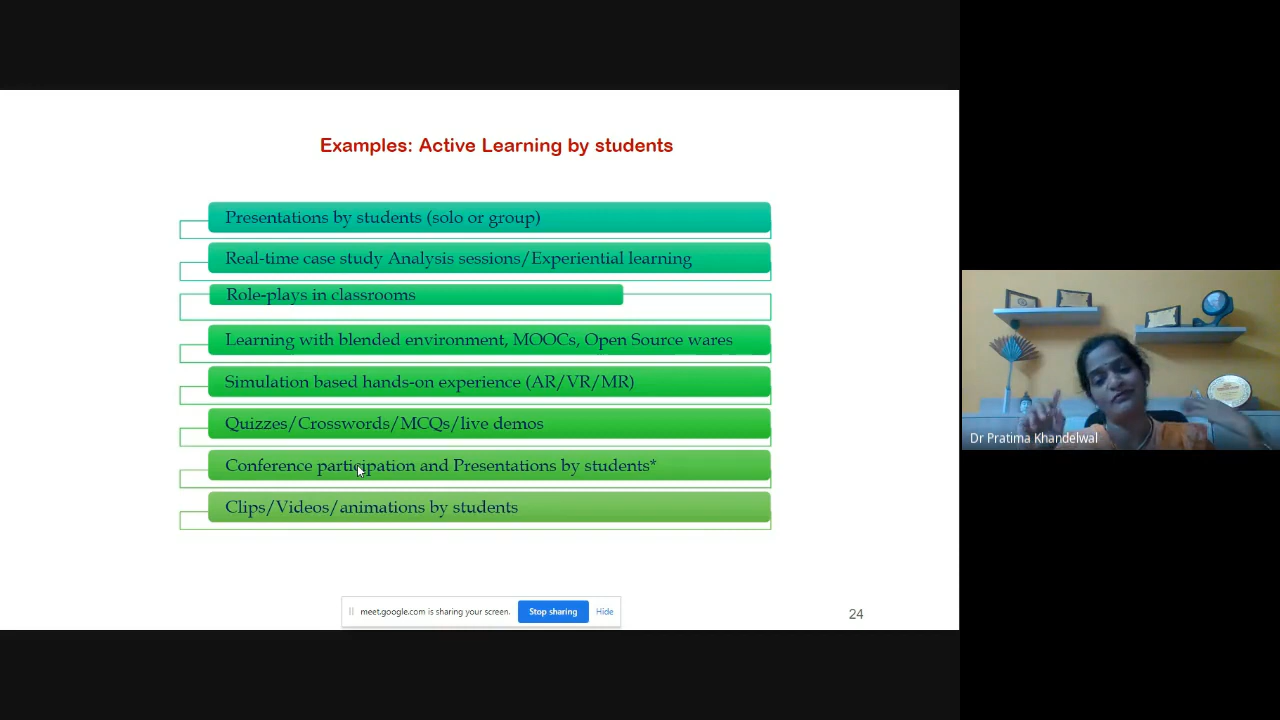 Examples: Active Learning by students
Presentations by students (solo or group)
Real-time case study Analysis sessions/Experiential learning
Role-plays in classrooms
Learning with blended environment, MOOCs, Open Source wares
Simulation based hands-on experience (AR/VR/MR)
Quizzes/Crosswords/MCQs/live demos
Conference participation and Presentations by students*
Clips/Videos/animations by students
meet.google.com is sharing your screen. Stop sharing Hide
24
Dr Pratima Khandelwal